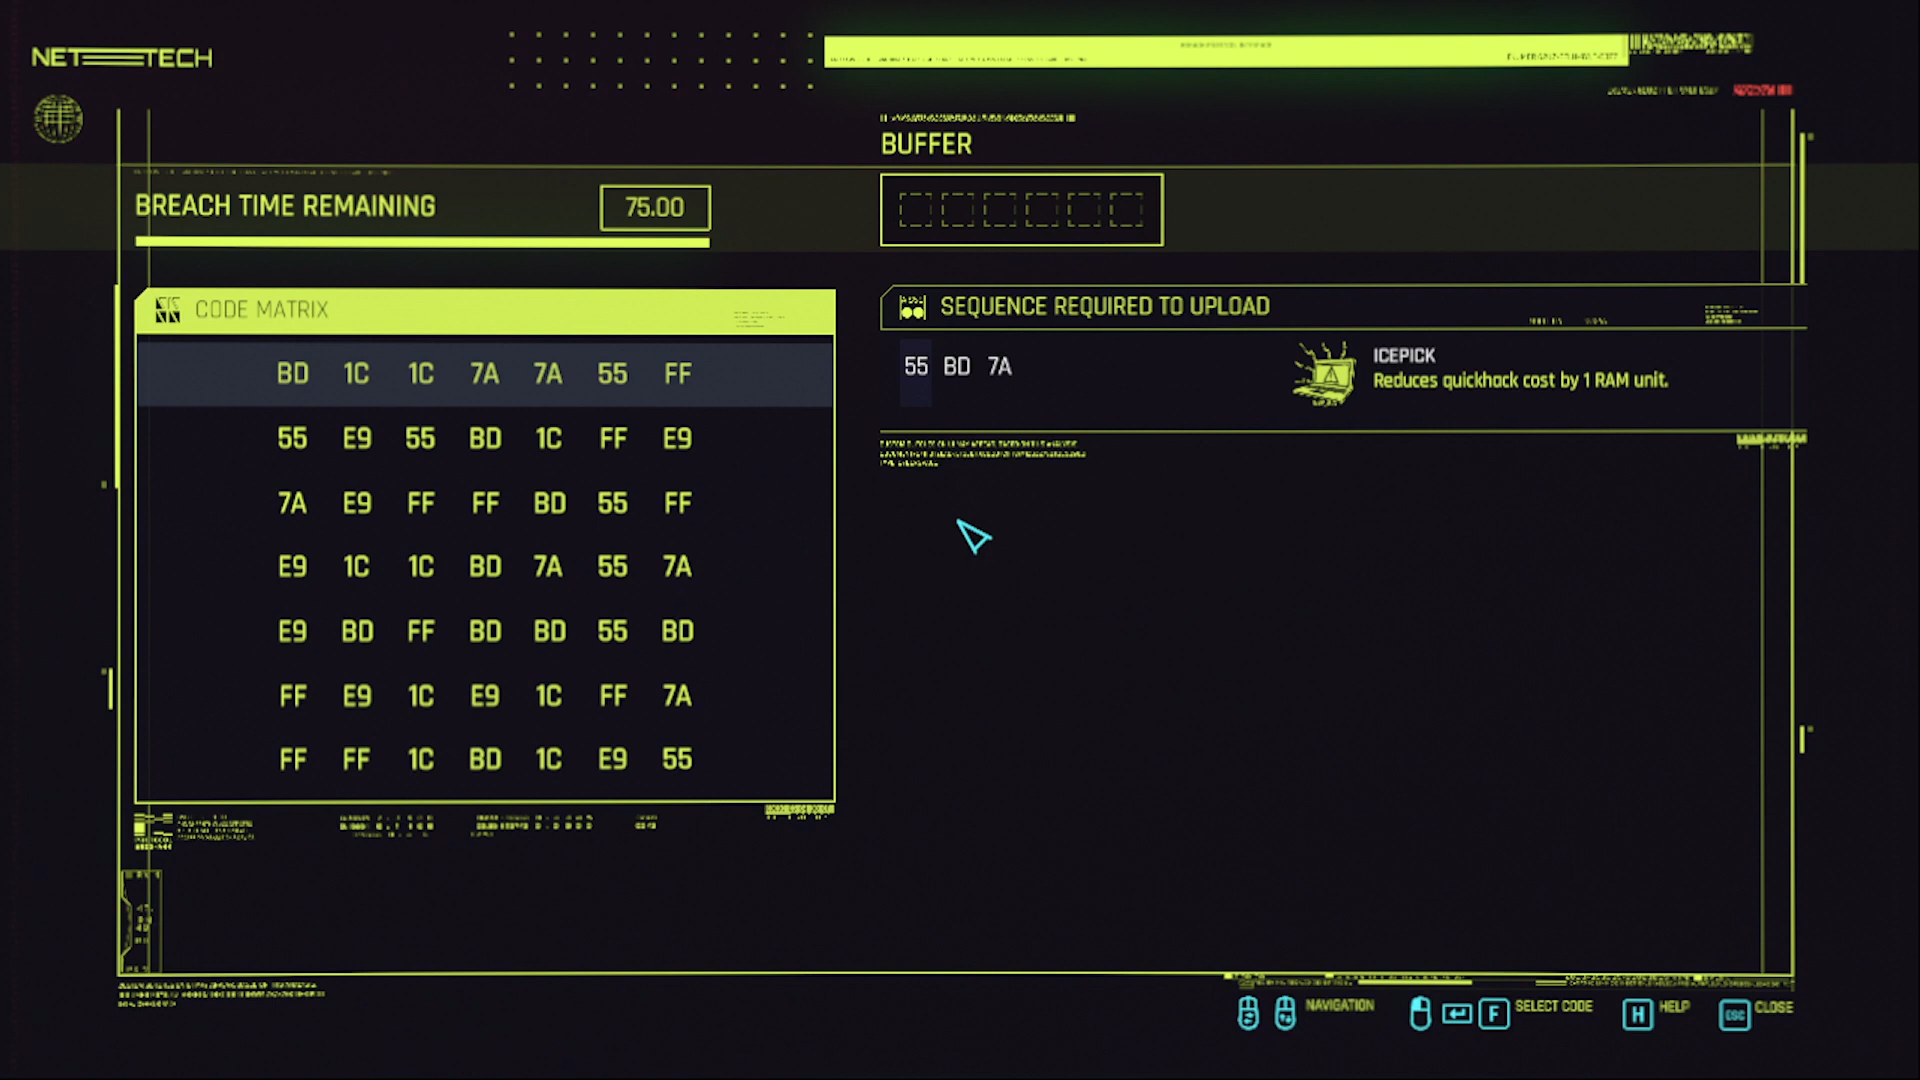 NET TECH
BUFFER
BREACH TIME REMAINING
75.00
CODE MATRIX
BD 1C 1C 7A 7A 55 FF
55 E9 55 BD 1C FF E9
7A E9 FF FF BD 55 FF
E9 1C 1C BD 7A 55 7A
E9 BD FF BD BD 55 BD
FF E9 1C E9 1C FF 7A
FF FF 1C BD 1C E9 55
SEQUENCE REQUIRED TO UPLOAD
55 BD 7A
ICEPICK
Reduces quickhack cost by 1 RAM unit.
NAVIGATION
F SELECT CODE
H HELP
ESC CLOSE